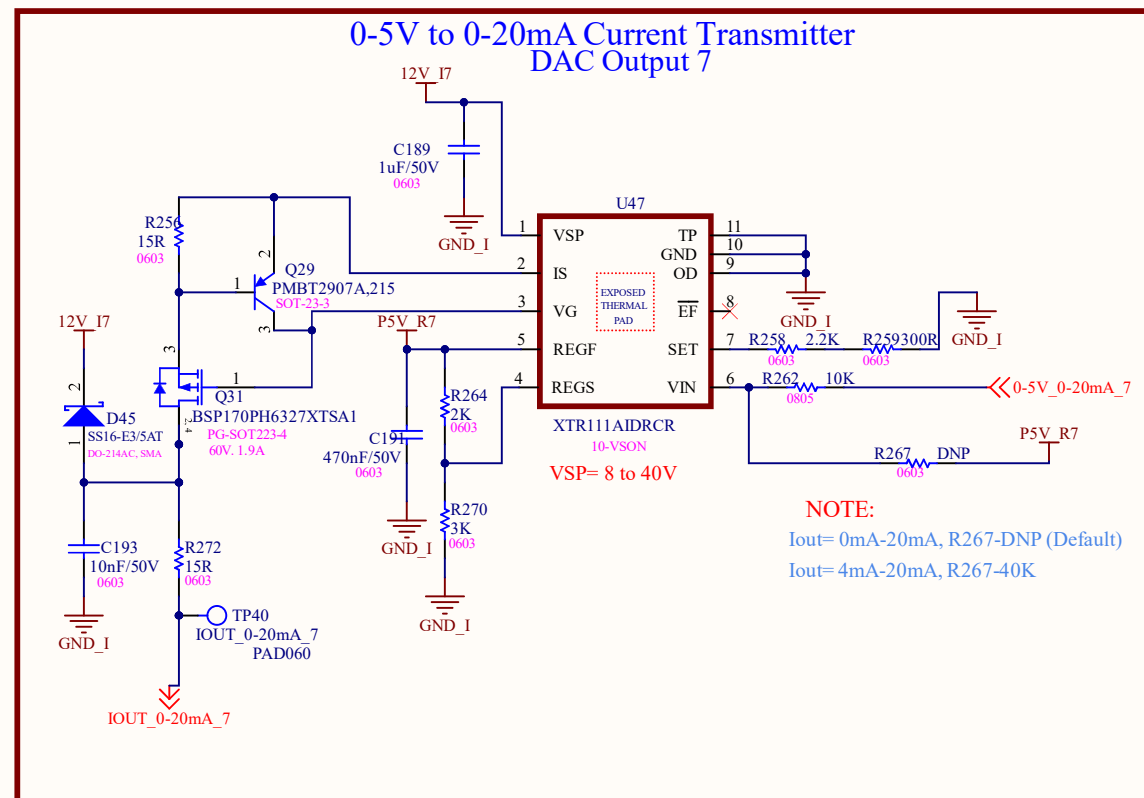 0-5V to 0-20mA Current Transmitter
DAC Output 7
12V_I7
C189
1uF/50V
0603
GND_I
U47
1 VSP
2 IS
3 VG
5 REGF
4 REGS
TP 11
GND 10
OD 9
EF 8
SET 7
VIN 6
EXPOSED
THERMAL
PAD
XTR111AIDRCR
10-VSON
VSP= 8 to 40V
R256
15R
0603
2
1
3
Q29
PMBT2907A,215
SOT-23-3
12V_I7
2
D45
1
SS16-E3/5AT
DO-214AC, SMA
3
1
2,4
Q31
BSP170PH6327XTSA1
PG-SOT223-4
60V. 1.9A
P5V_R7
R264
2K
0603
C191
470nF/50V
0603
GND_I
R270
3K
0603
GND_I
C193
10nF/50V
0603
GND_I
R272
15R
0603
TP40
IOUT_0-20mA_7
PAD060
IOUT_0-20mA_7
GND_I
R258 2.2K
0603
R259300R
0603
GND_I
R262 10K
0805
0-5V_0-20mA_7
P5V_R7
R267 DNP
0603
NOTE:
Iout= 0mA-20mA, R267-DNP (Default)
Iout= 4mA-20mA, R267-40K